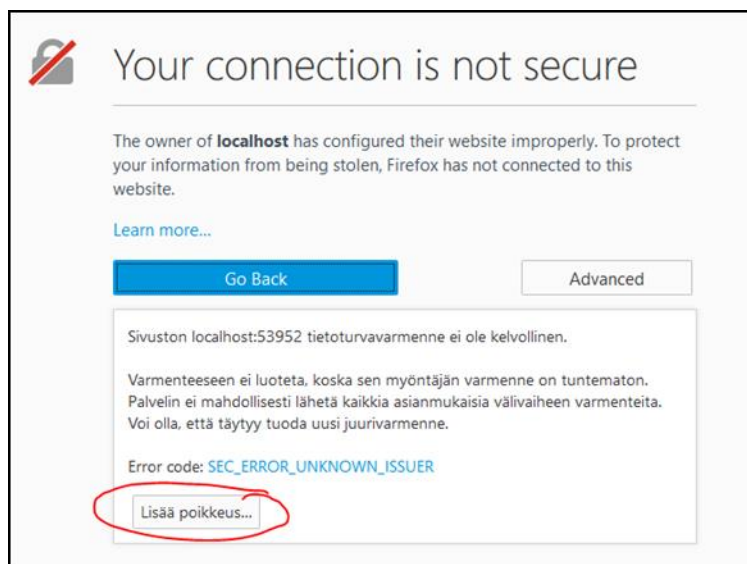 Your connection is not secure
The owner of localhost has configured their website improperly. To protect
your information from being stolen, Firefox has not connected to this
website.
Learn more...
Go Back
Advanced
Sivuston localhost:53952 tietoturvavarmenne ei ole kelvollinen.
Varmenteeseen ei luoteta, koska sen myöntäjän varmenne on tuntematon.
Palvelin ei mahdollisesti lähetä kaikkia asianmukaisia välivaiheen varmenteita.
Voi olla, että täytyy tuoda uusi juurivarmenne.
Error code: SEC_ERROR_UNKNOWN_ISSUER
Lisää poikkeus...